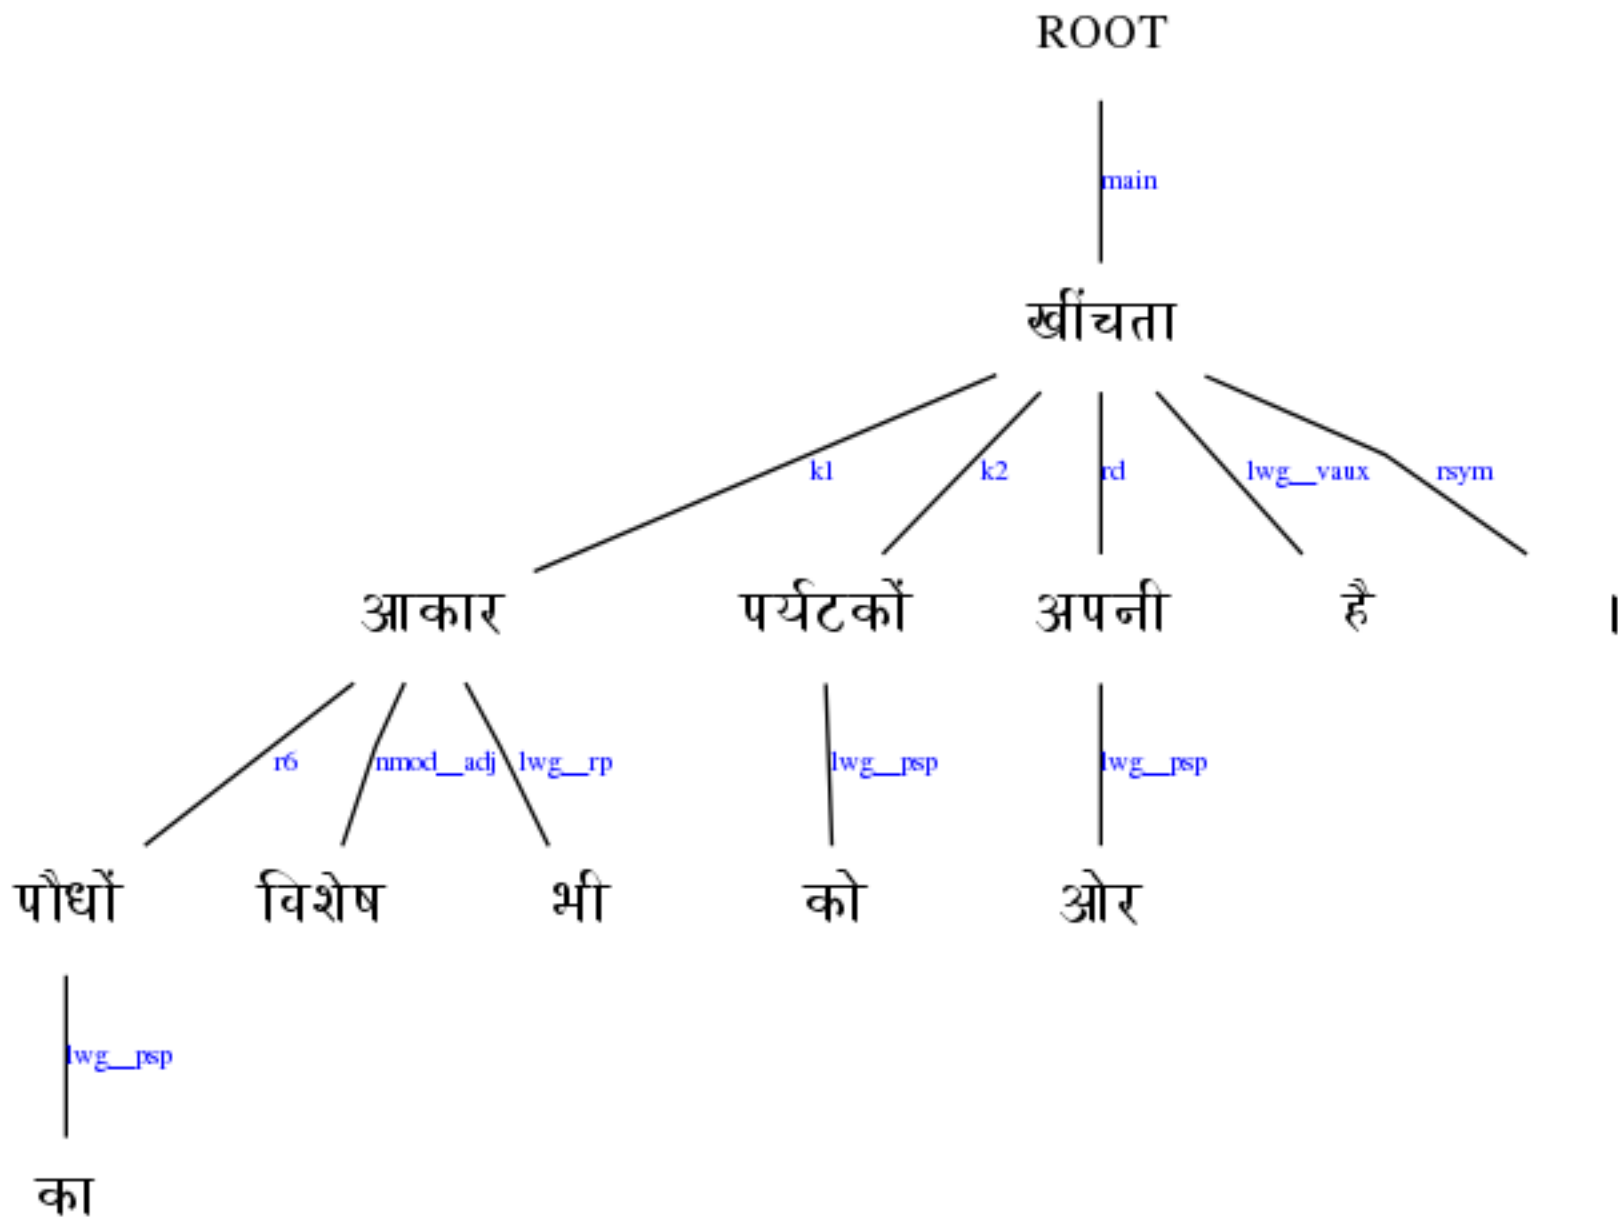 ROOT
main
खींचता
k1 k2 rd lwg__vaux rsym
आकार पर्यटकों अपनी है ।
r6 nmod__adj lwg__rp lwg__psp lwg__psp
पौधों विशेष भी को ओर
lwg__psp
का